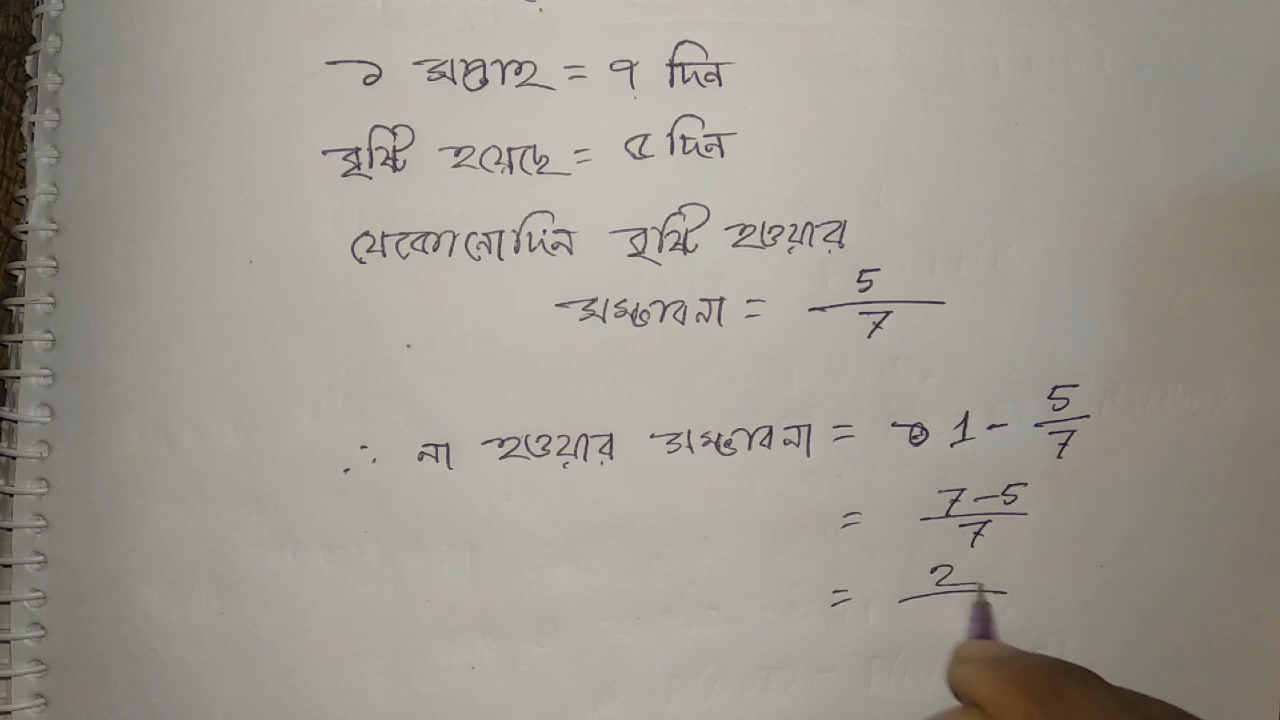 ১ সপ্তাহ = ৭ দিন
বৃষ্টি হয়েছে = ৫ দিন
যেকোনোদিন বৃষ্টি হওয়ার
সম্ভাবনা = 5/7
∴ না হওয়ার সম্ভাবনা = 1 - 5/7
= 7-5/7
= 2